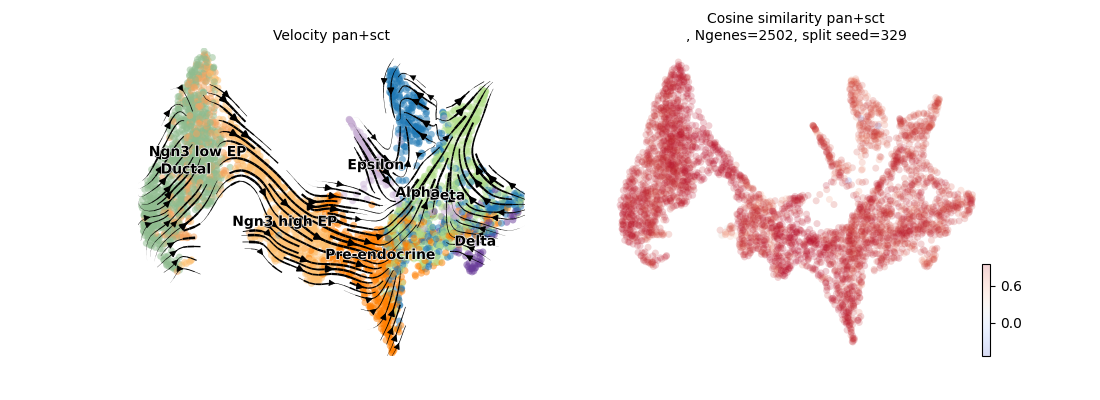 Velocity pan+sct
Cosine similarity pan+sct
, Ngenes=2502, split seed=329
Ngn3 low EP
Ductal
Epsilon
Alpha
eta
Ngn3 high EP
Delta
Pre-endocrine
0.6
0.0